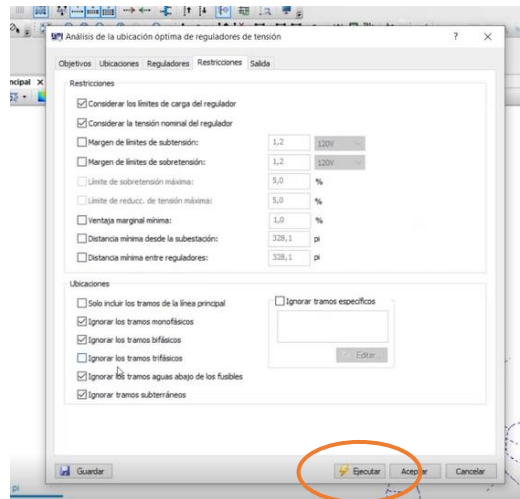 Análisis de la ubicación óptima de reguladores de tensión
Objetivos Ubicaciones Reguladores Restricciones Salida
ncipal
Restricciones
Considerar los límites de carga del regulador
Considerar la tensión nominal del regulador
Margen de límites de subtensión: 1,2 120V
Margen de límites de sobretensión: 1,2 120V
Límite de sobretensión máxima: 5,0 %
Límite de reducc. de tensión máxima: 5,0 %
Ventaja marginal mínima: 1,0 %
Distancia mínima desde la subestación: 328,1 pi
Distancia mínima entre reguladores: 328,1 pi
Ubicaciones
Solo incluir los tramos de la línea principal
Ignorar tramos específicos
Ignorar los tramos monofásicos
Ignorar los tramos bifásicos
Ignorar los tramos trifásicos
Editar...
Ignorar los tramos aguas abajo de los fusibles
Ignorar tramos subterráneos
Guardar Ejecutar Aceptar Cancelar
pi